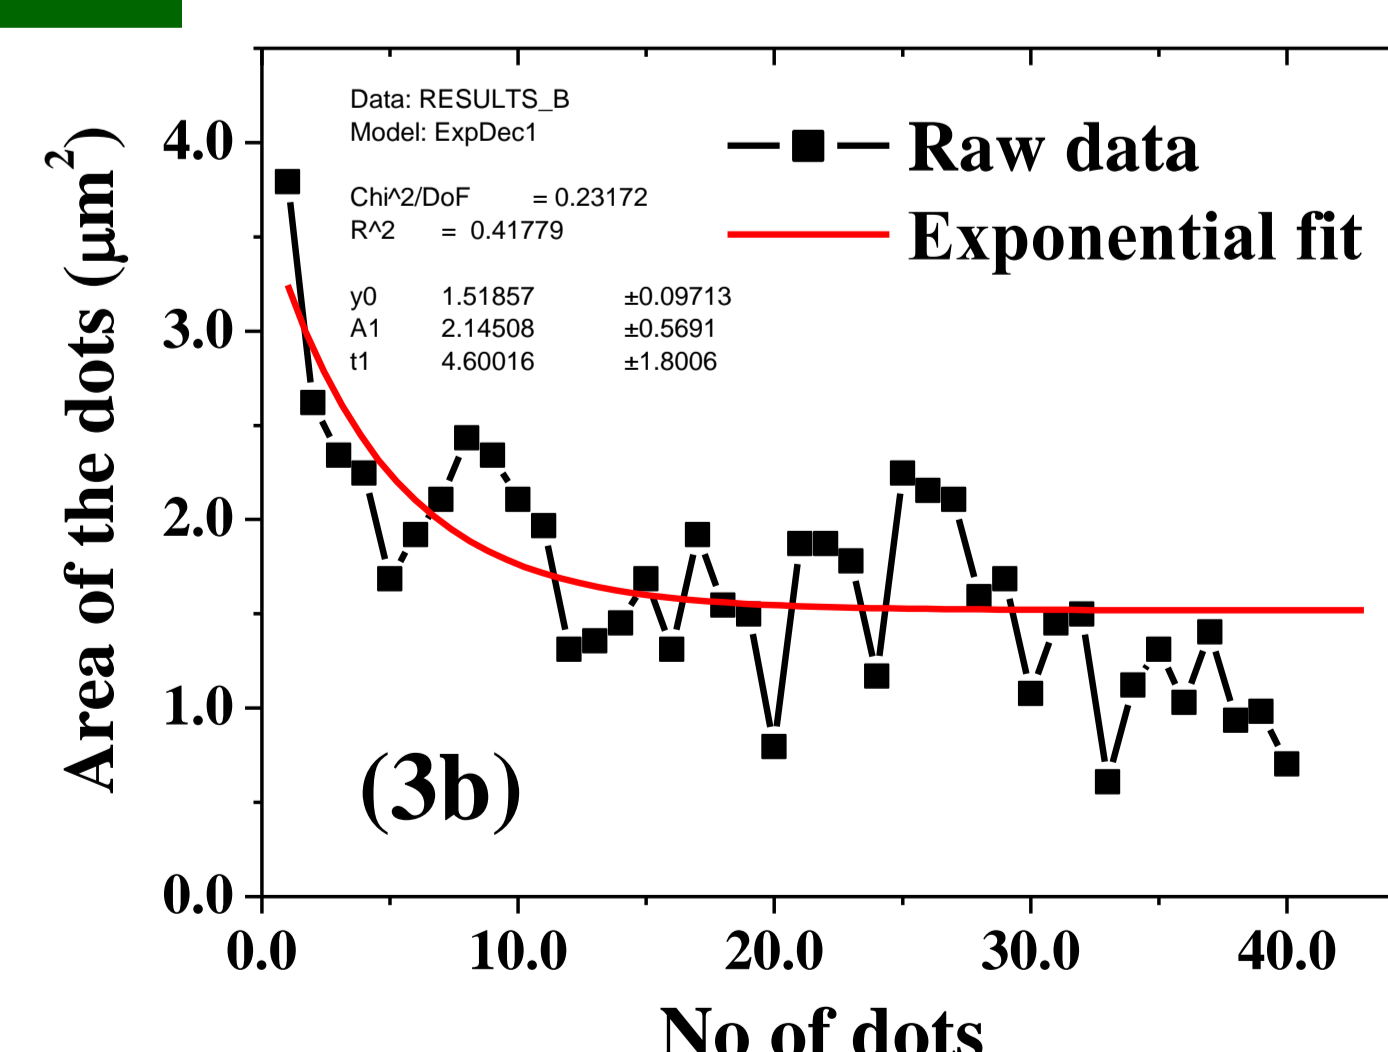 Data: RESULTS_B
Model: ExpDec1
Chi^2/DoF = 0.23172
R^2 = 0.41779
y0 1.51857 ±0.09713
A1 2.14508 ±0.5691
t1 4.60016 ±1.8006
Raw data
Exponential fit
Area of the dots (μm²)
4.0
3.0
2.0
1.0
0.0
(3b)
0.0 10.0 20.0 30.0 40.0
No of dots